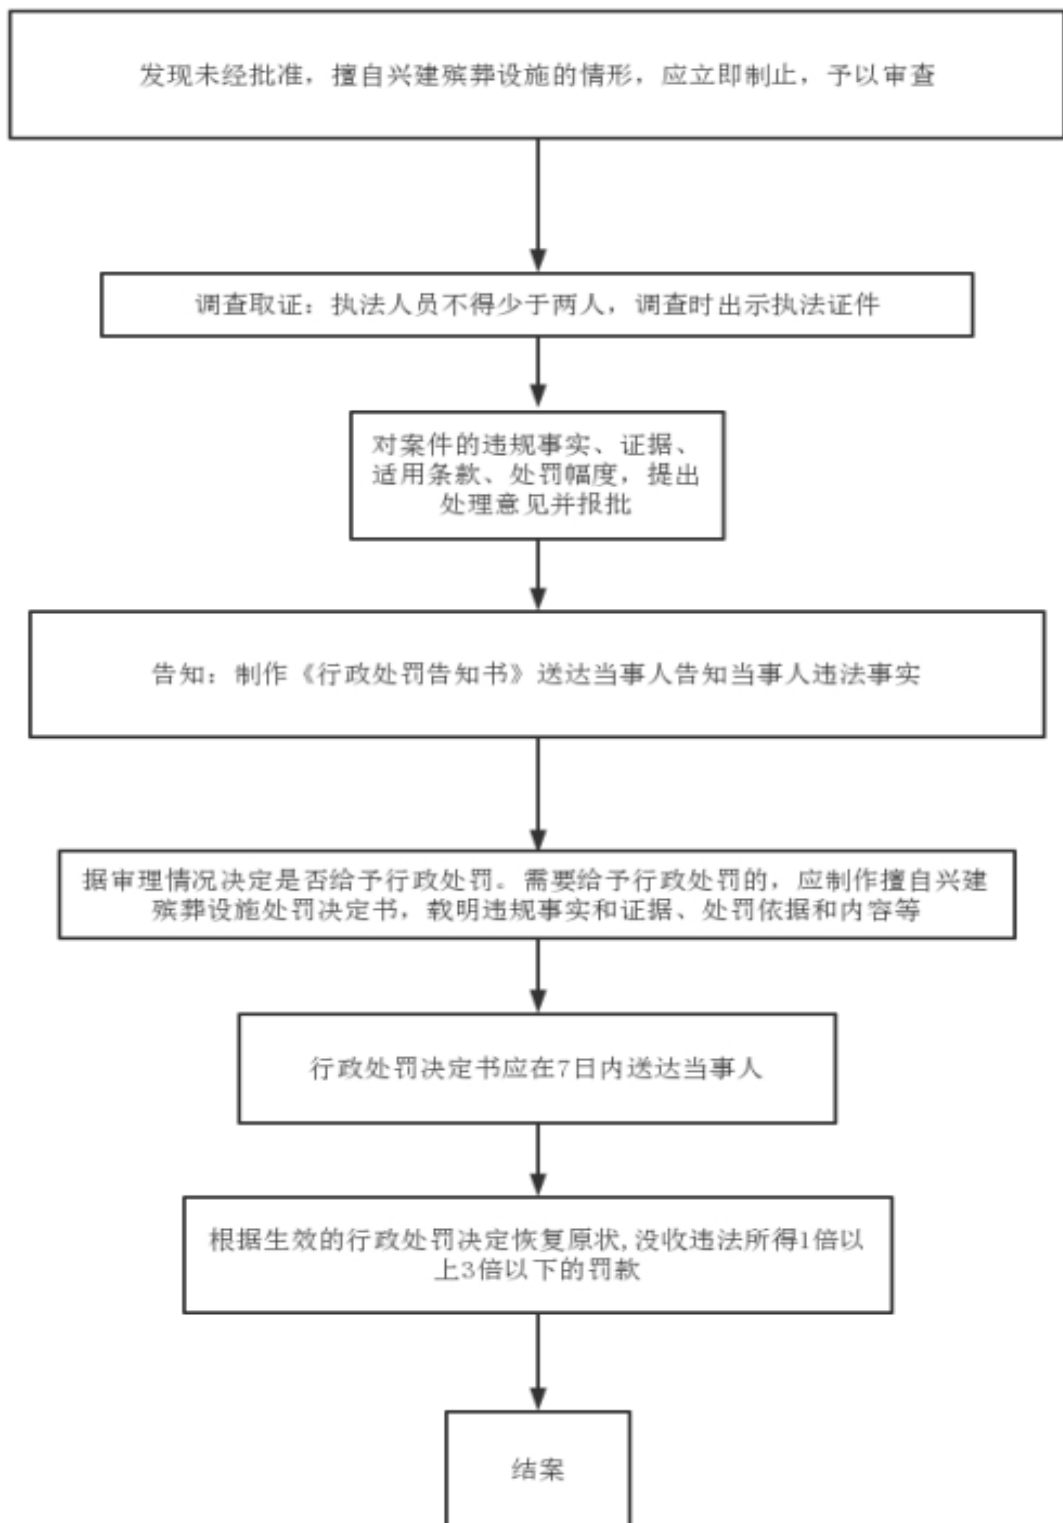 发现未经批准，擅自兴建殡葬设施的情形，应立即制止，予以审查
调查取证：执法人员不得少于两人，调查时出示执法证件
对案件的违规事实、证据、
适用条款、处罚幅度，提出
处理意见并报批
告知：制作《行政处罚告知书》送达当事人告知当事人违法事实
据审理情况决定是否给予行政处罚。需要给予行政处罚的，应制作擅自兴建
殡葬设施处罚决定书，载明违规事实和证据、处罚依据和内容等
行政处罚决定书应在7日内送达当事人
根据生效的行政处罚决定恢复原状,没收违法所得1倍以
上3倍以下的罚款
结案